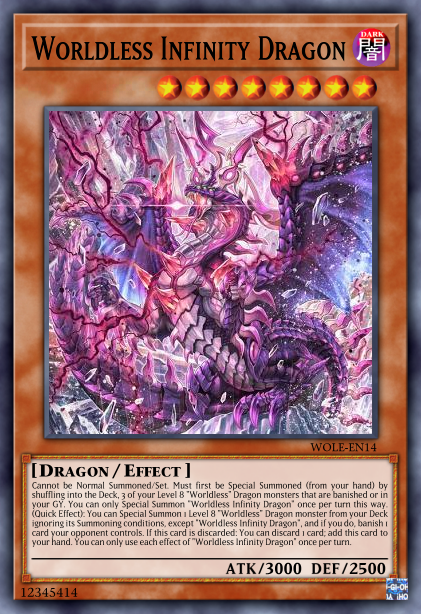 WORLDLESS INFINITY DRAGON
DARK
闇
WOLE-EN14
[DRAGON / EFFECT]
Cannot be Normal Summoned/Set. Must first be Special Summoned (from your hand) by
shuffling into the Deck, 3 of your Level 8 "Worldless" Dragon monsters that are banished or in
your GY. You can only Special Summon "Worldless Infinity Dragon" once per turn this way.
(Quick Effect): You can Special Summon 1 Level 8 "Worldless" Dragon monster from your Deck
ignoring its Summoning conditions, except "Worldless Infinity Dragon", and if you do, banish 1
card your opponent controls. If this card is discarded: You can discard 1 card; add this card to
your hand. You can only use each effect of "Worldless Infinity Dragon" once per turn.
ATK/3000 DEF/2500
12345414